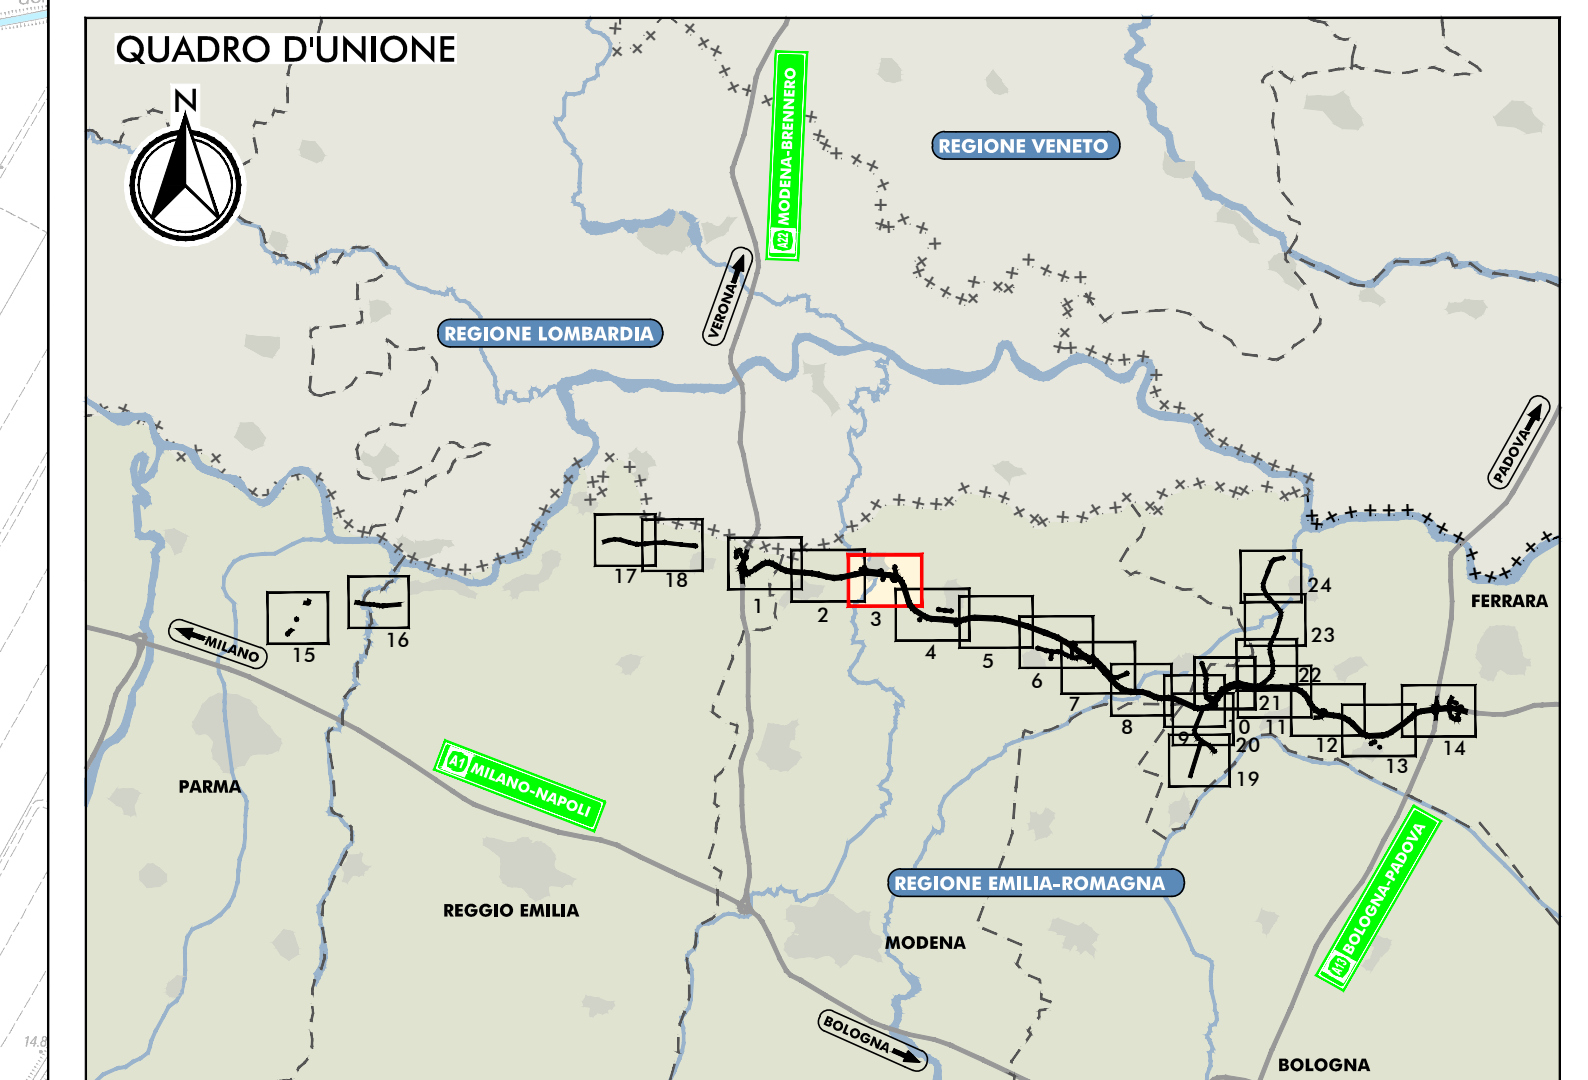 QUADRO D'UNIONE
N
A22 MODENA-BRENNERO
REGIONE VENETO
VERONA
REGIONE LOMBARDIA
PADOVA
17
18
1
2
3
4
5
6
7
8
9
10
11
12
13
14
15
16
19
20
21
22
23
24
FERRARA
MILANO
PARMA
A1 MILANO-NAPOLI
REGGIO EMILIA
REGIONE EMILIA-ROMAGNA
MODENA
A13 BOLOGNA-PADOVA
BOLOGNA
BOLOGNA
14.8